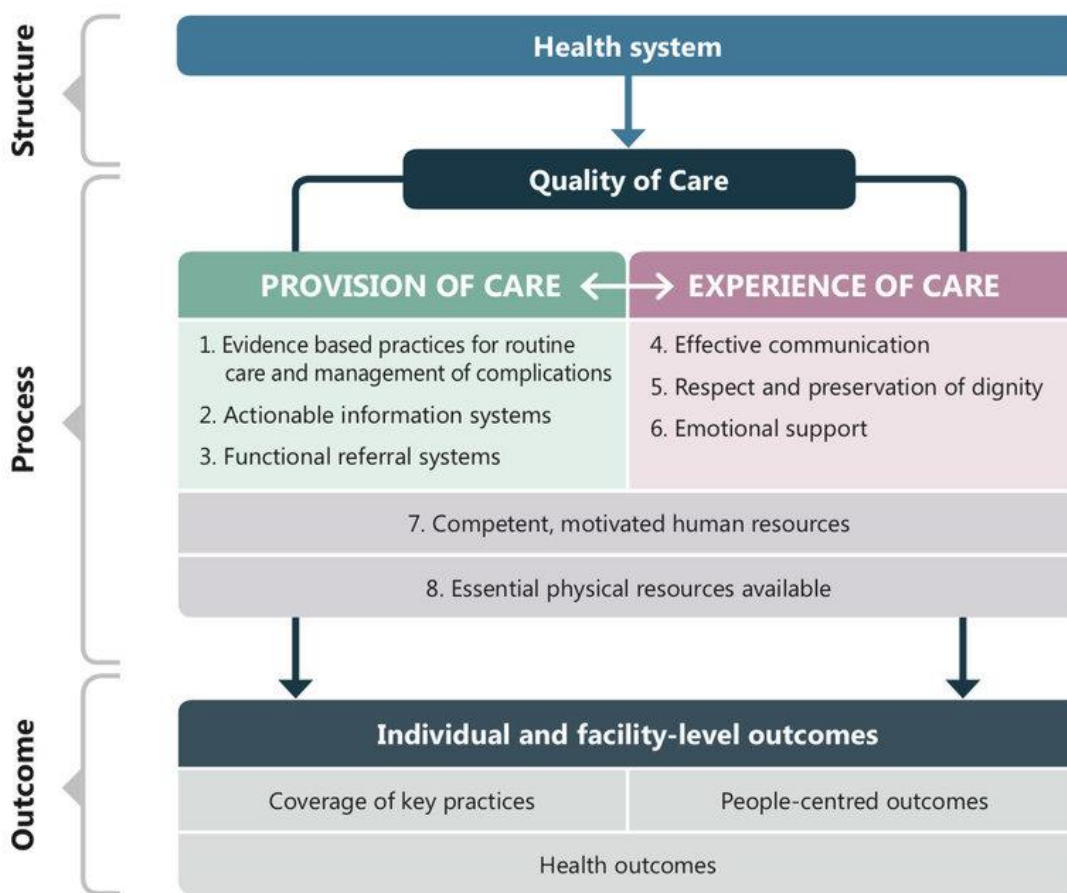 Structure
Health system
Process
Quality of Care
PROVISION OF CARE
EXPERIENCE OF CARE
1. Evidence based practices for routine
care and management of complications
2. Actionable information systems
3. Functional referral systems
4. Effective communication
5. Respect and preservation of dignity
6. Emotional support
7. Competent, motivated human resources
8. Essential physical resources available
Outcome
Individual and facility-level outcomes
Coverage of key practices
People-centred outcomes
Health outcomes